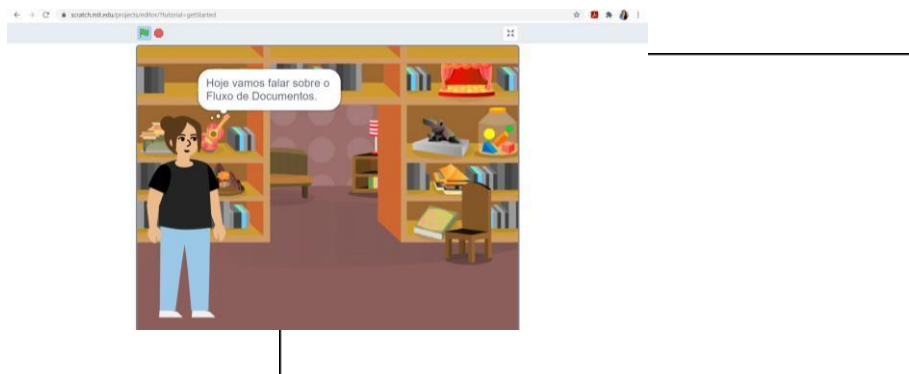 scratch.mit.edu/projects/editor/?tutorial=getStarted
Hoje vamos falar sobre o
Fluxo de Documentos.